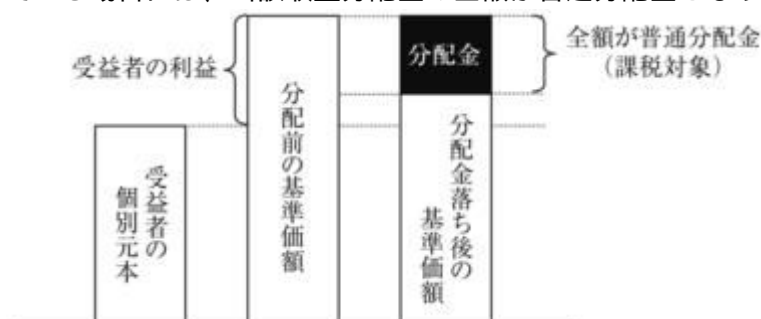 受益者の利益
分配前の基準価額
分配金
全額が普通分配金
(課税対象)
受益者の
個別元本
分配金落ち後の
基準価額